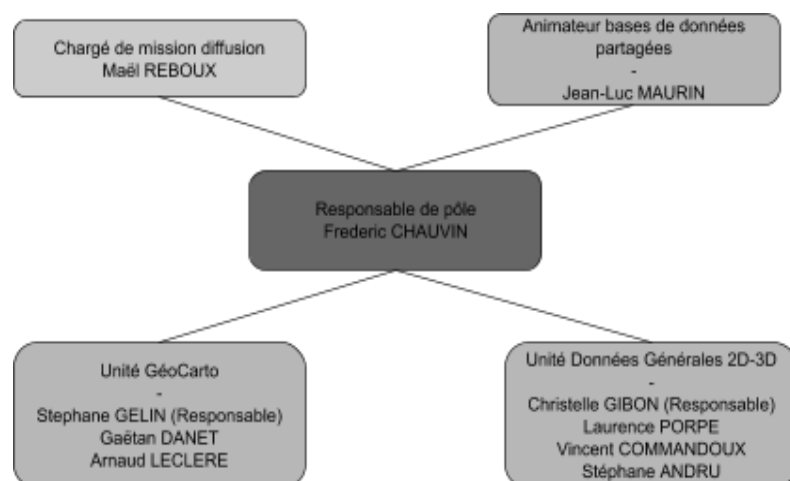 Chargé de mission diffusion
Maël REBOUX
Animateur bases de données
partagées
-
Jean-Luc MAURIN
Responsable de pôle
Frederic CHAUVIN
Unité GéoCarto
-
Stephane GELIN (Responsable)
Gaëtan DANET
Arnaud LECLERE
Unité Données Générales 2D-3D
-
Christelle GIBON (Responsable)
Laurence PORPE
Vincent COMMANDOUX
Stéphane ANDRU